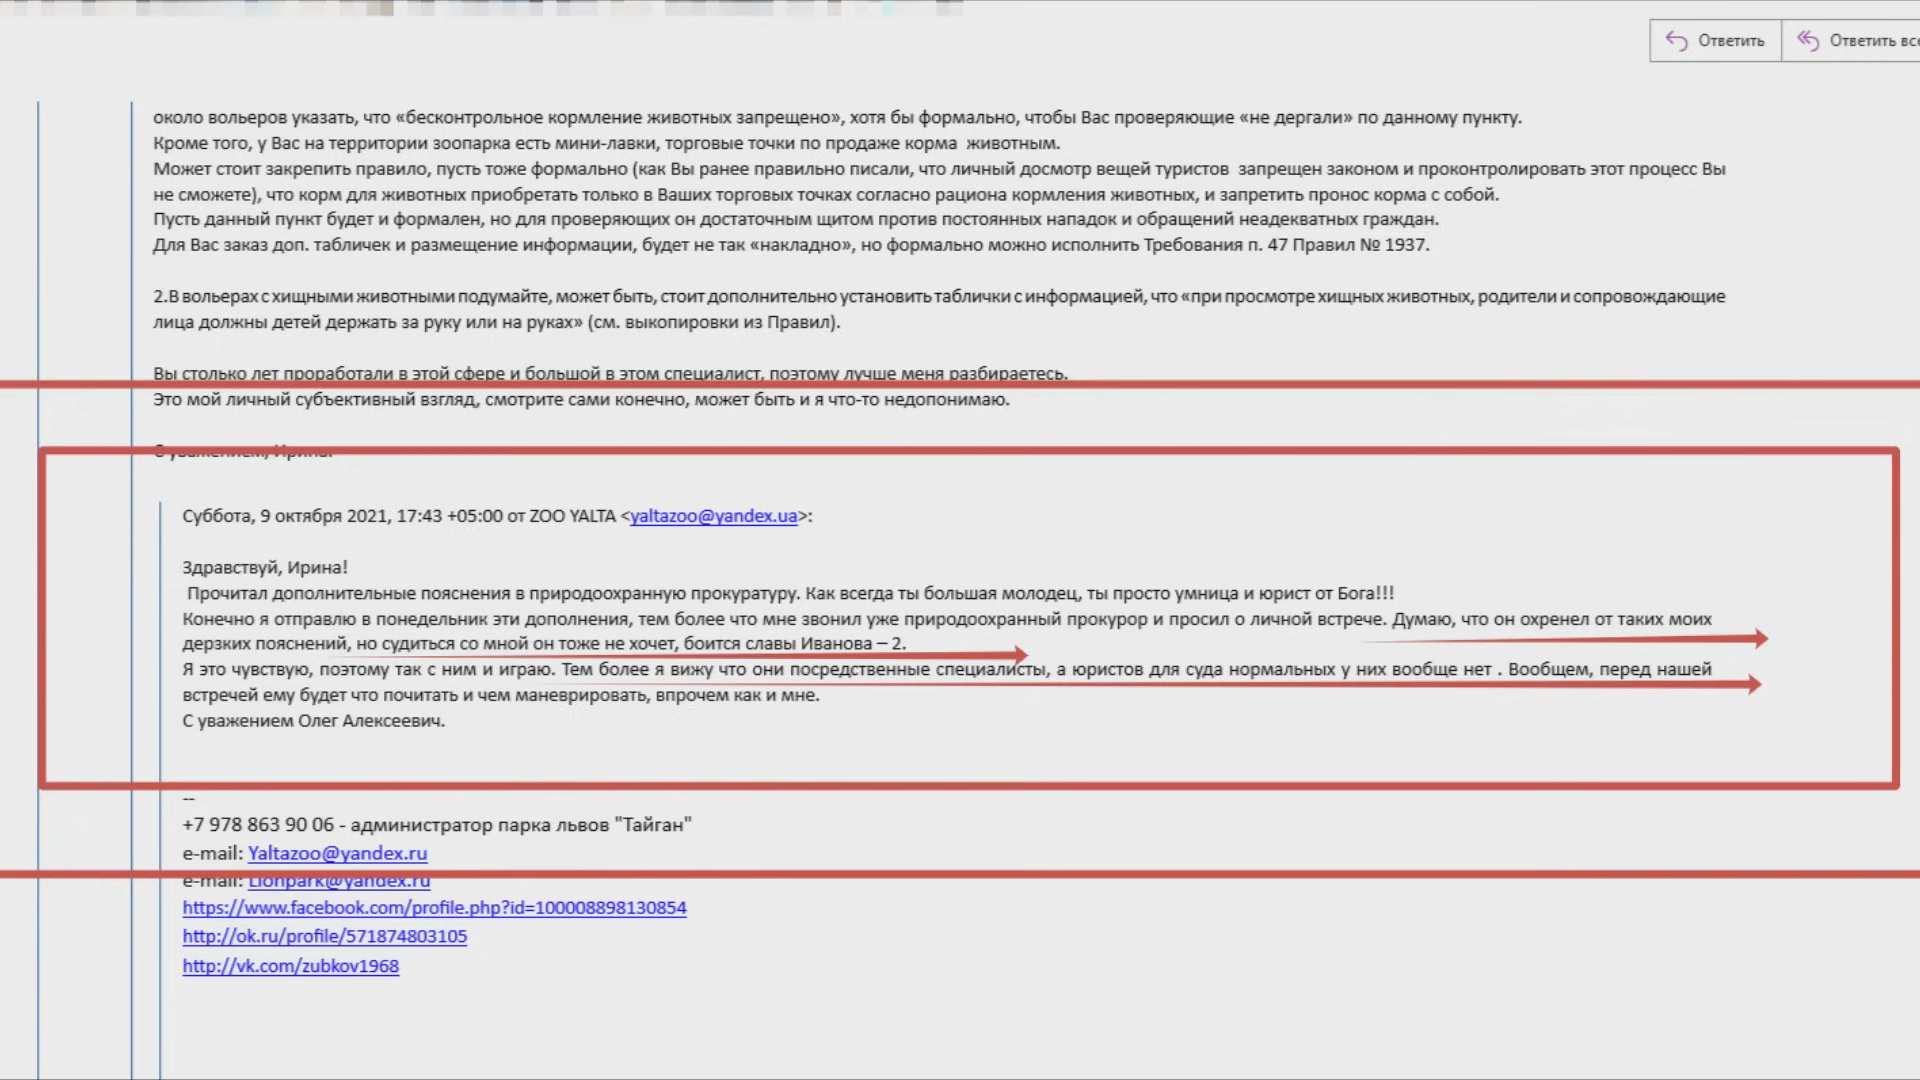 Ответить
Ответить все
около вольеров указать, что «бесконтрольное кормление животных запрещено», хотя бы формально, чтобы Вас проверяющие «не дергали» по данному пункту.
Кроме того, у Вас на территории зоопарка есть мини-лавки, торговые точки по продаже корма животным.
Может стоит закрепить правило, пусть тоже формально (как Вы ранее правильно писали, что личный досмотр вещей туристов запрещен законом и проконтролировать этот процесс Вы
не сможете), что корм для животных приобретать только в Ваших торговых точках согласно рациона кормления животных, и запретить пронос корма с собой.
Пусть данный пункт будет и формален, но для проверяющих он достаточным щитом против постоянных нападок и обращений неадекватных граждан.
Для Вас заказ доп. табличек и размещение информации, будет не так «накладно», но формально можно исполнить Требования п. 47 Правил № 1937.
2.В вольерах с хищными животными подумайте, может быть, стоит дополнительно установить таблички с информацией, что «при просмотре хищных животных, родители и сопровождающие
лица должны детей держать за руку или на руках» (см. выкопировки из Правил).
Вы столько лет проработали в этой сфере и большой в этом специалист, поэтому лучше меня разбираетесь.
Это мой личный субъективный взгляд, смотрите сами конечно, может быть и я что-то недопонимаю.
С уважением, Ирина.
Суббота, 9 октября 2021, 17:43 +05:00 от ZOO YALTA <yaltazoo@yandex.ua>:
Здравствуй, Ирина!
Прочитал дополнительные пояснения в природоохранную прокуратуру. Как всегда ты большая молодец, ты просто умница и юрист от Бога!!!
Конечно я отправлю в понедельник эти дополнения, тем более что мне звонил уже природоохранный прокурор и просил о личной встрече. Думаю, что он охренел от таких моих
дерзких пояснений, но судиться со мной он тоже не хочет, боится славы Иванова – 2.
Я это чувствую, поэтому так с ним и играю. Тем более я вижу что они посредственные специалисты, а юристов для суда нормальных у них вообще нет . Вообщем, перед нашей
встречей ему будет что почитать и чем маневрировать, впрочем как и мне.
С уважением Олег Алексеевич.
--
+7 978 863 90 06 - администратор парка львов "Тайган"
e-mail: Yaltazoo@yandex.ru
e-mail: Lionpark@yandex.ru
https://www.facebook.com/profile.php?id=100008898130854
http://ok.ru/profile/571874803105
http://vk.com/zubkov1968